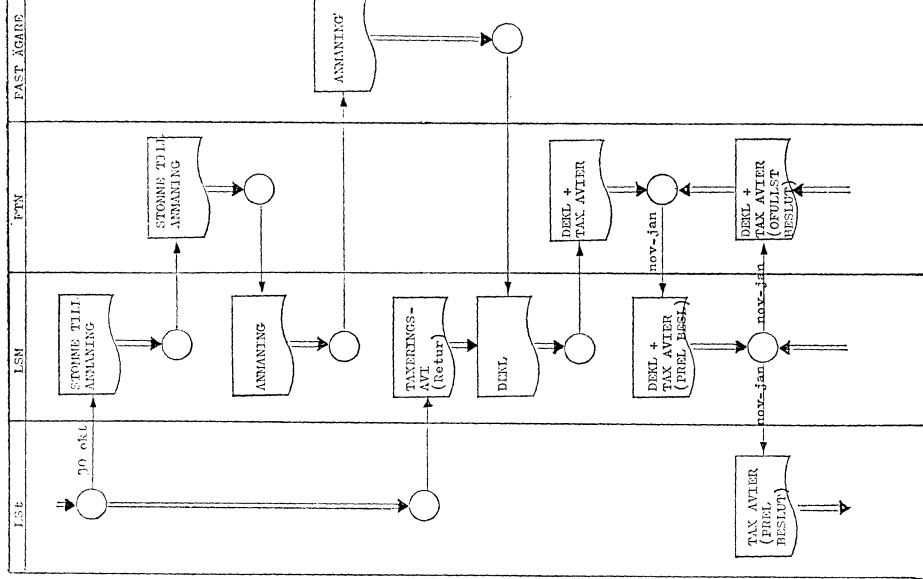 LSt
LSM
FTN
FAST ÄGARE
30 okt
STOMME TILL
ANMANING
STOMME TILL
ANMANING
ANMANING
ANMANING
TAXERINGS-
AVI
(Retur)
DEKL
DEKL +
TAX AVIER
nov-jan
DEKL +
TAX AVIER
(PREL BESL)
nov-jan
nov-jan
TAX AVIER
(PREL
BESLUT)
DEKL +
TAX AVIER
(OFULLST
BESLUT)